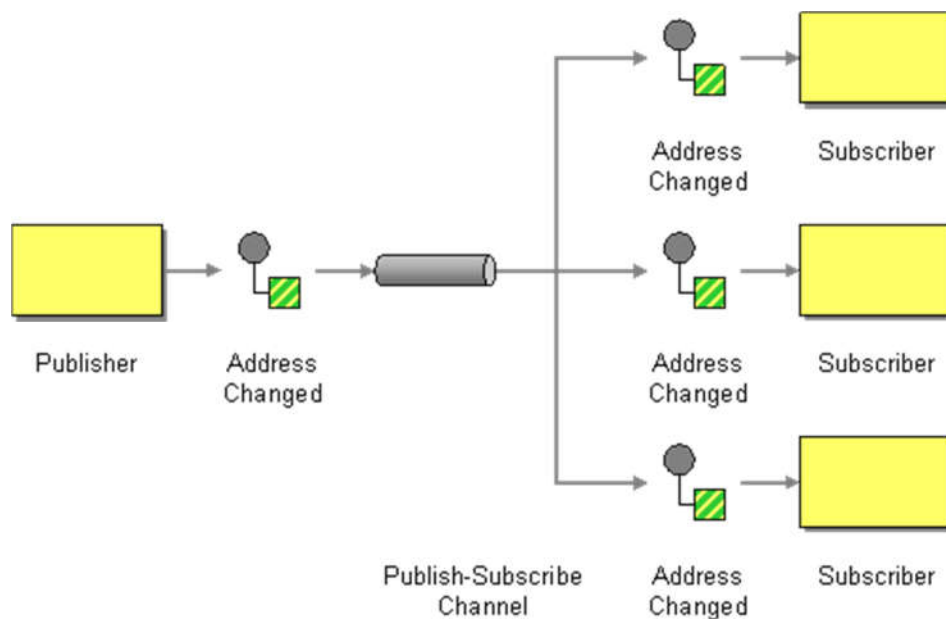 Address
Changed
Subscriber
Publisher
Address
Changed
Address
Changed
Subscriber
Publish-Subscribe
Channel
Address
Changed
Subscriber